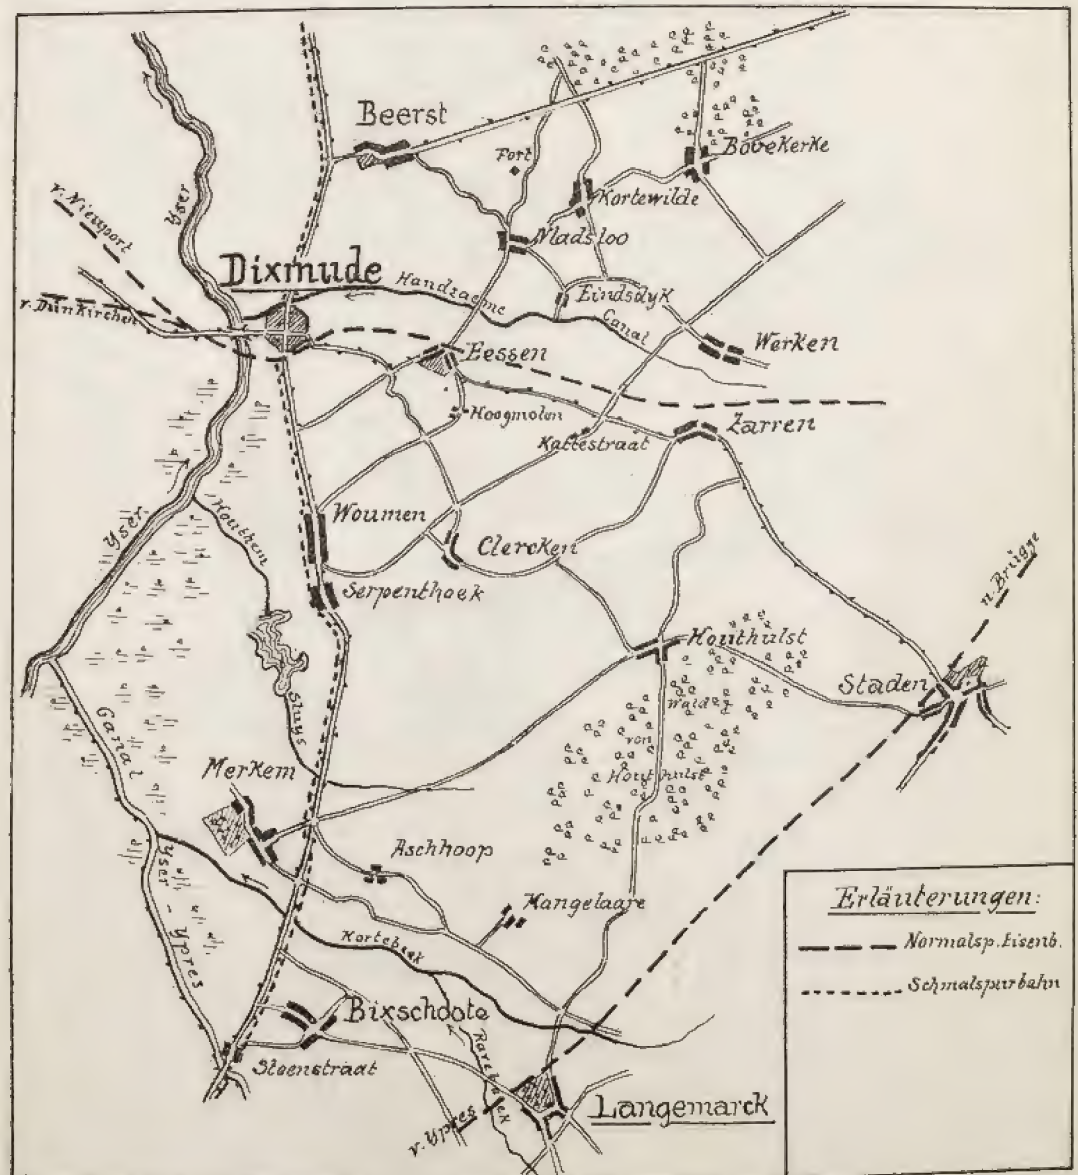 Beerst
Fort
Bovekerke
Kortewilde
Vladsloo
Yser
v. Nieuport
Dixmude
Handzaeme
Canal
Eindsdyk
v. Dünkirchen
Werken
Eessen
Hoogmolen
Kattestraat
Zarren
Woumen
Clercken
Yser
Houthem
Sluys
Serpenthoek
n. Brügge
Houthulst
Staden
Wald
von
Houthulst
Canal
Yser - Ypres
Merkem
Aschhoop
Mangelaare
Kortebeek
Bixschoote
Steenstraat
v. Ypres
Langemarck
Erläuterungen:
Normalsp. Eisenb.
Schmalspurbahn